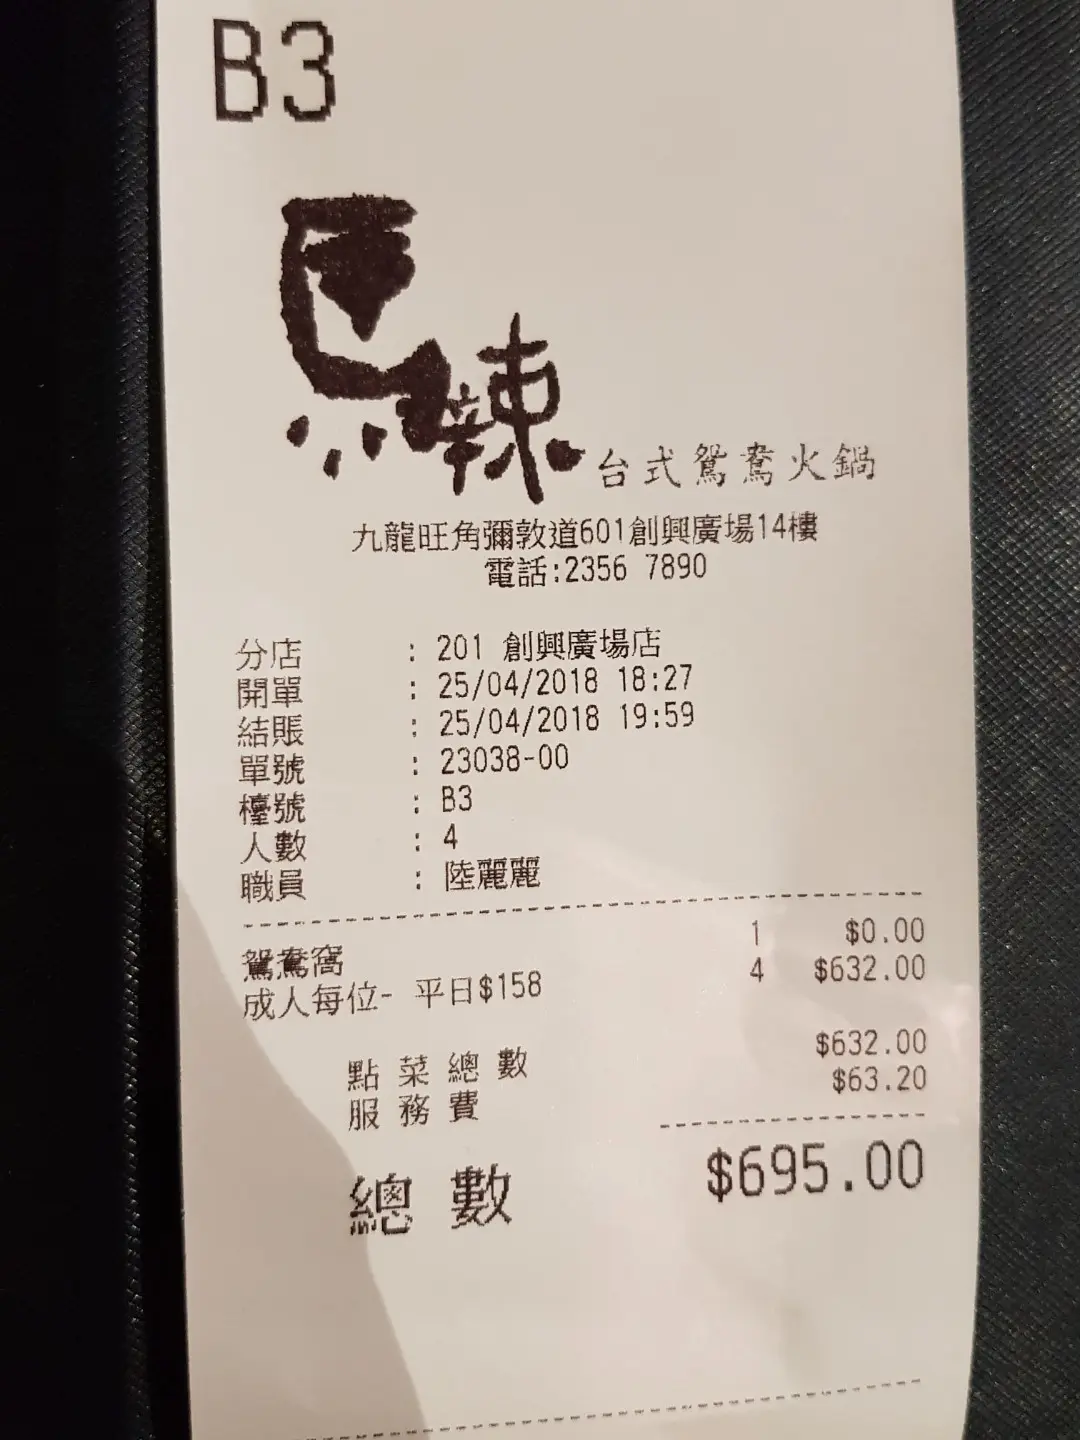 B3
馬辣 台式鴛鴦火鍋
九龍旺角彌敦道601創興廣場14樓
電話:2356 7890
分店 : 201 創興廣場店
開單 : 25/04/2018 18:27
結賬 : 25/04/2018 19:59
單號 : 23038-00
檯號 : B3
人數 : 4
職員 : 陸麗麗
鴛鴦窩 1 $0.00
成人每位- 平日$158 4 $632.00
點菜總數 $632.00
服務費 $63.20
總數 $695.00